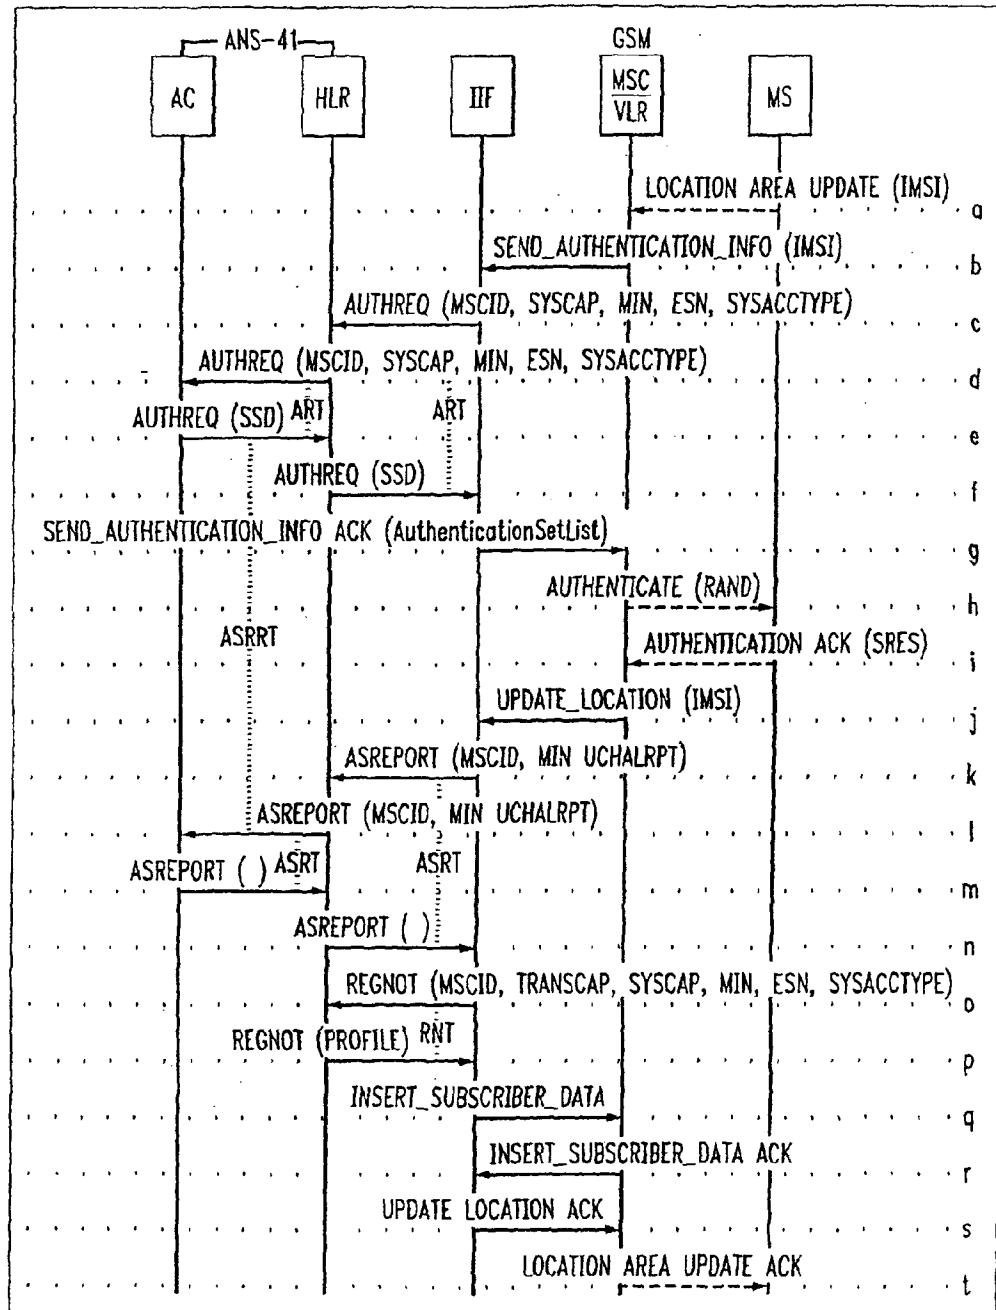 ANS-41
GSM
AC
HLR
IIF
MSC
VLR
MS
LOCATION AREA UPDATE (IMSI)
a
SEND_AUTHENTICATION_INFO (IMSI)
b
AUTHREQ (MSCID, SYSCAP, MIN, ESN, SYSACCTYPE)
c
AUTHREQ (MSCID, SYSCAP, MIN, ESN, SYSACCTYPE)
d
AUTHREQ (SSD) ART ART
e
AUTHREQ (SSD)
f
SEND_AUTHENTICATION_INFO ACK (AuthenticationSetList)
g
AUTHENTICATE (RAND)
h
ASRRT
AUTHENTICATION ACK (SRES)
i
UPDATE_LOCATION (IMSI)
j
ASREPORT (MSCID, MIN UCHALRPT)
k
ASREPORT (MSCID, MIN UCHALRPT)
l
ASREPORT ( ) ASRT ASRT
m
ASREPORT ( )
n
REGNOT (MSCID, TRANSCAP, SYSCAP, MIN, ESN, SYSACCTYPE)
o
REGNOT (PROFILE) RNT
p
INSERT_SUBSCRIBER_DATA
q
INSERT_SUBSCRIBER_DATA ACK
r
UPDATE LOCATION ACK
s
LOCATION AREA UPDATE ACK
t